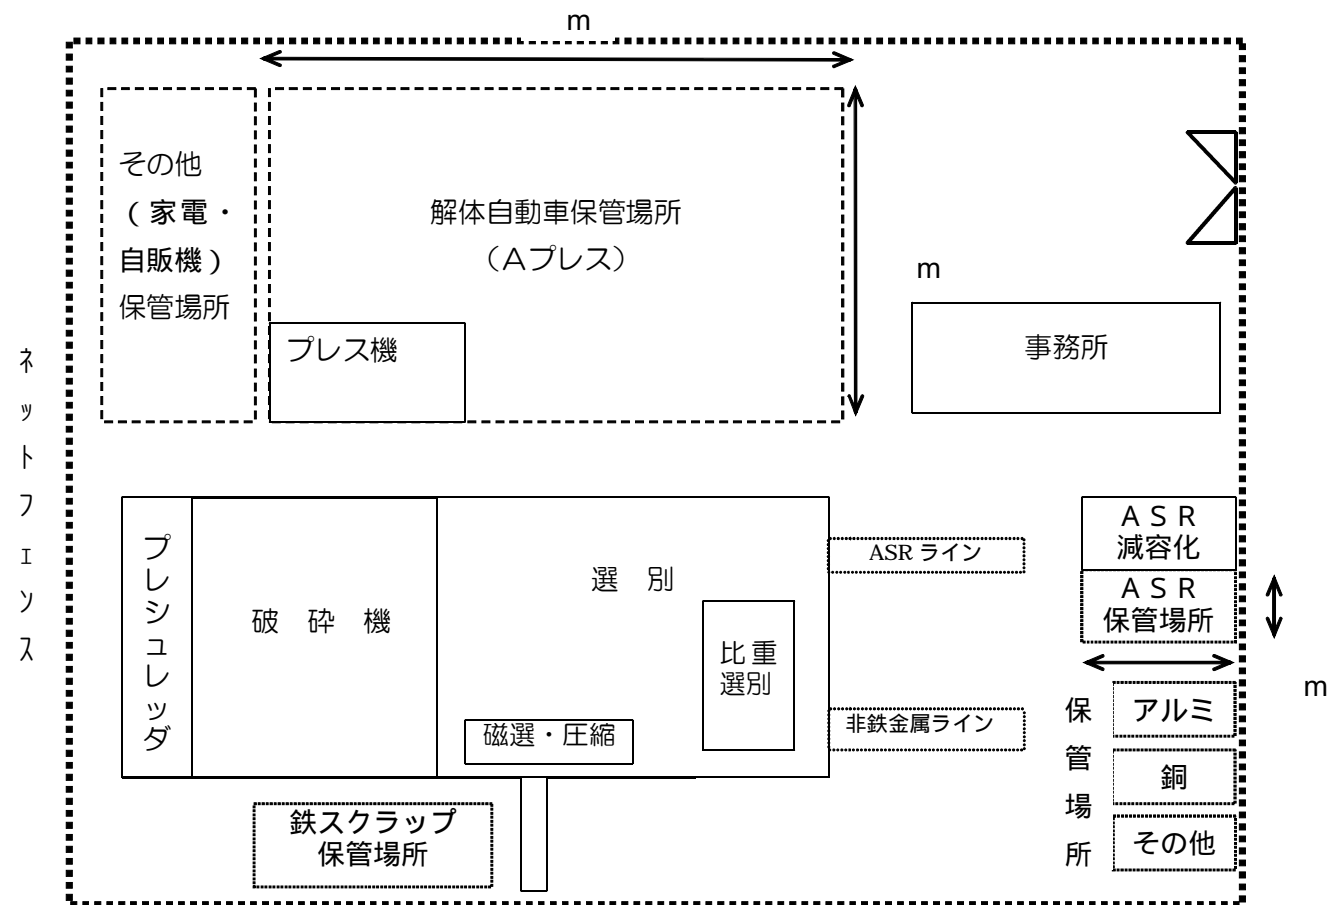 m
その他
(家電・
自販機)
保管場所
解体自動車保管場所
(Aプレス)
m
プレス機
事務所
ネットフェンス
プレシュレッダ
破 砕 機
選 別
比重
選別
磁選・圧縮
ASR ライン
非鉄金属ライン
ASR
減容化
ASR
保管場所
m
保管場所
アルミ
銅
その他
鉄スクラップ
保管場所